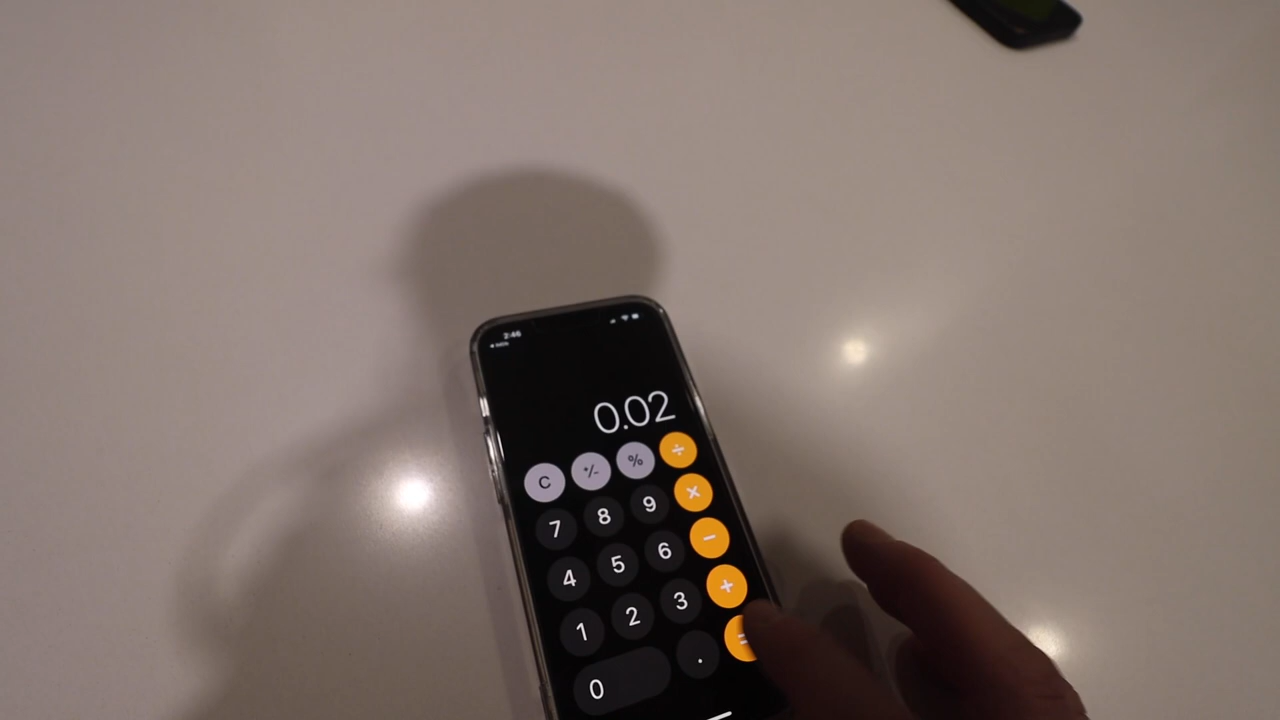 2:46
0.02
C +/- % ÷
7 8 9 ×
4 5 6 −
1 2 3 +
0 . =